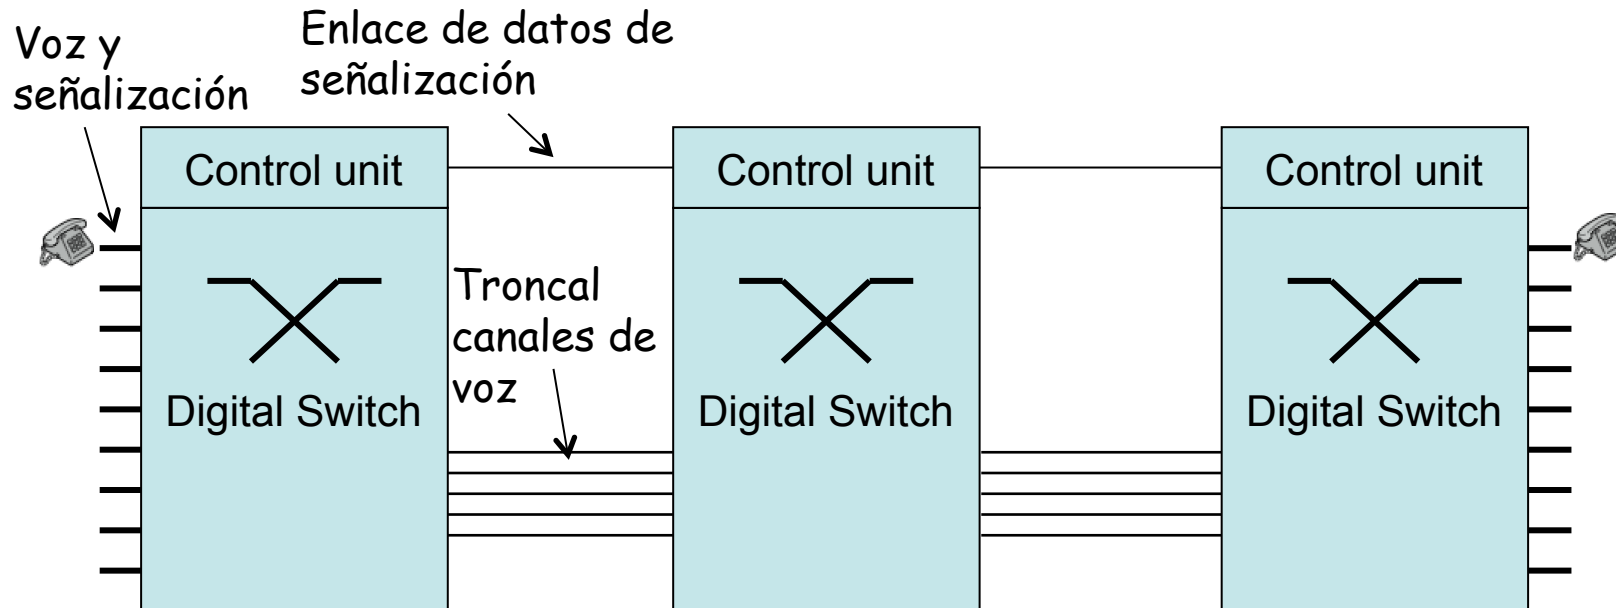 Voz y
señalización
Enlace de datos de
señalización
Control unit
Control unit
Control unit
Troncal
canales de
voz
Digital Switch
Digital Switch
Digital Switch